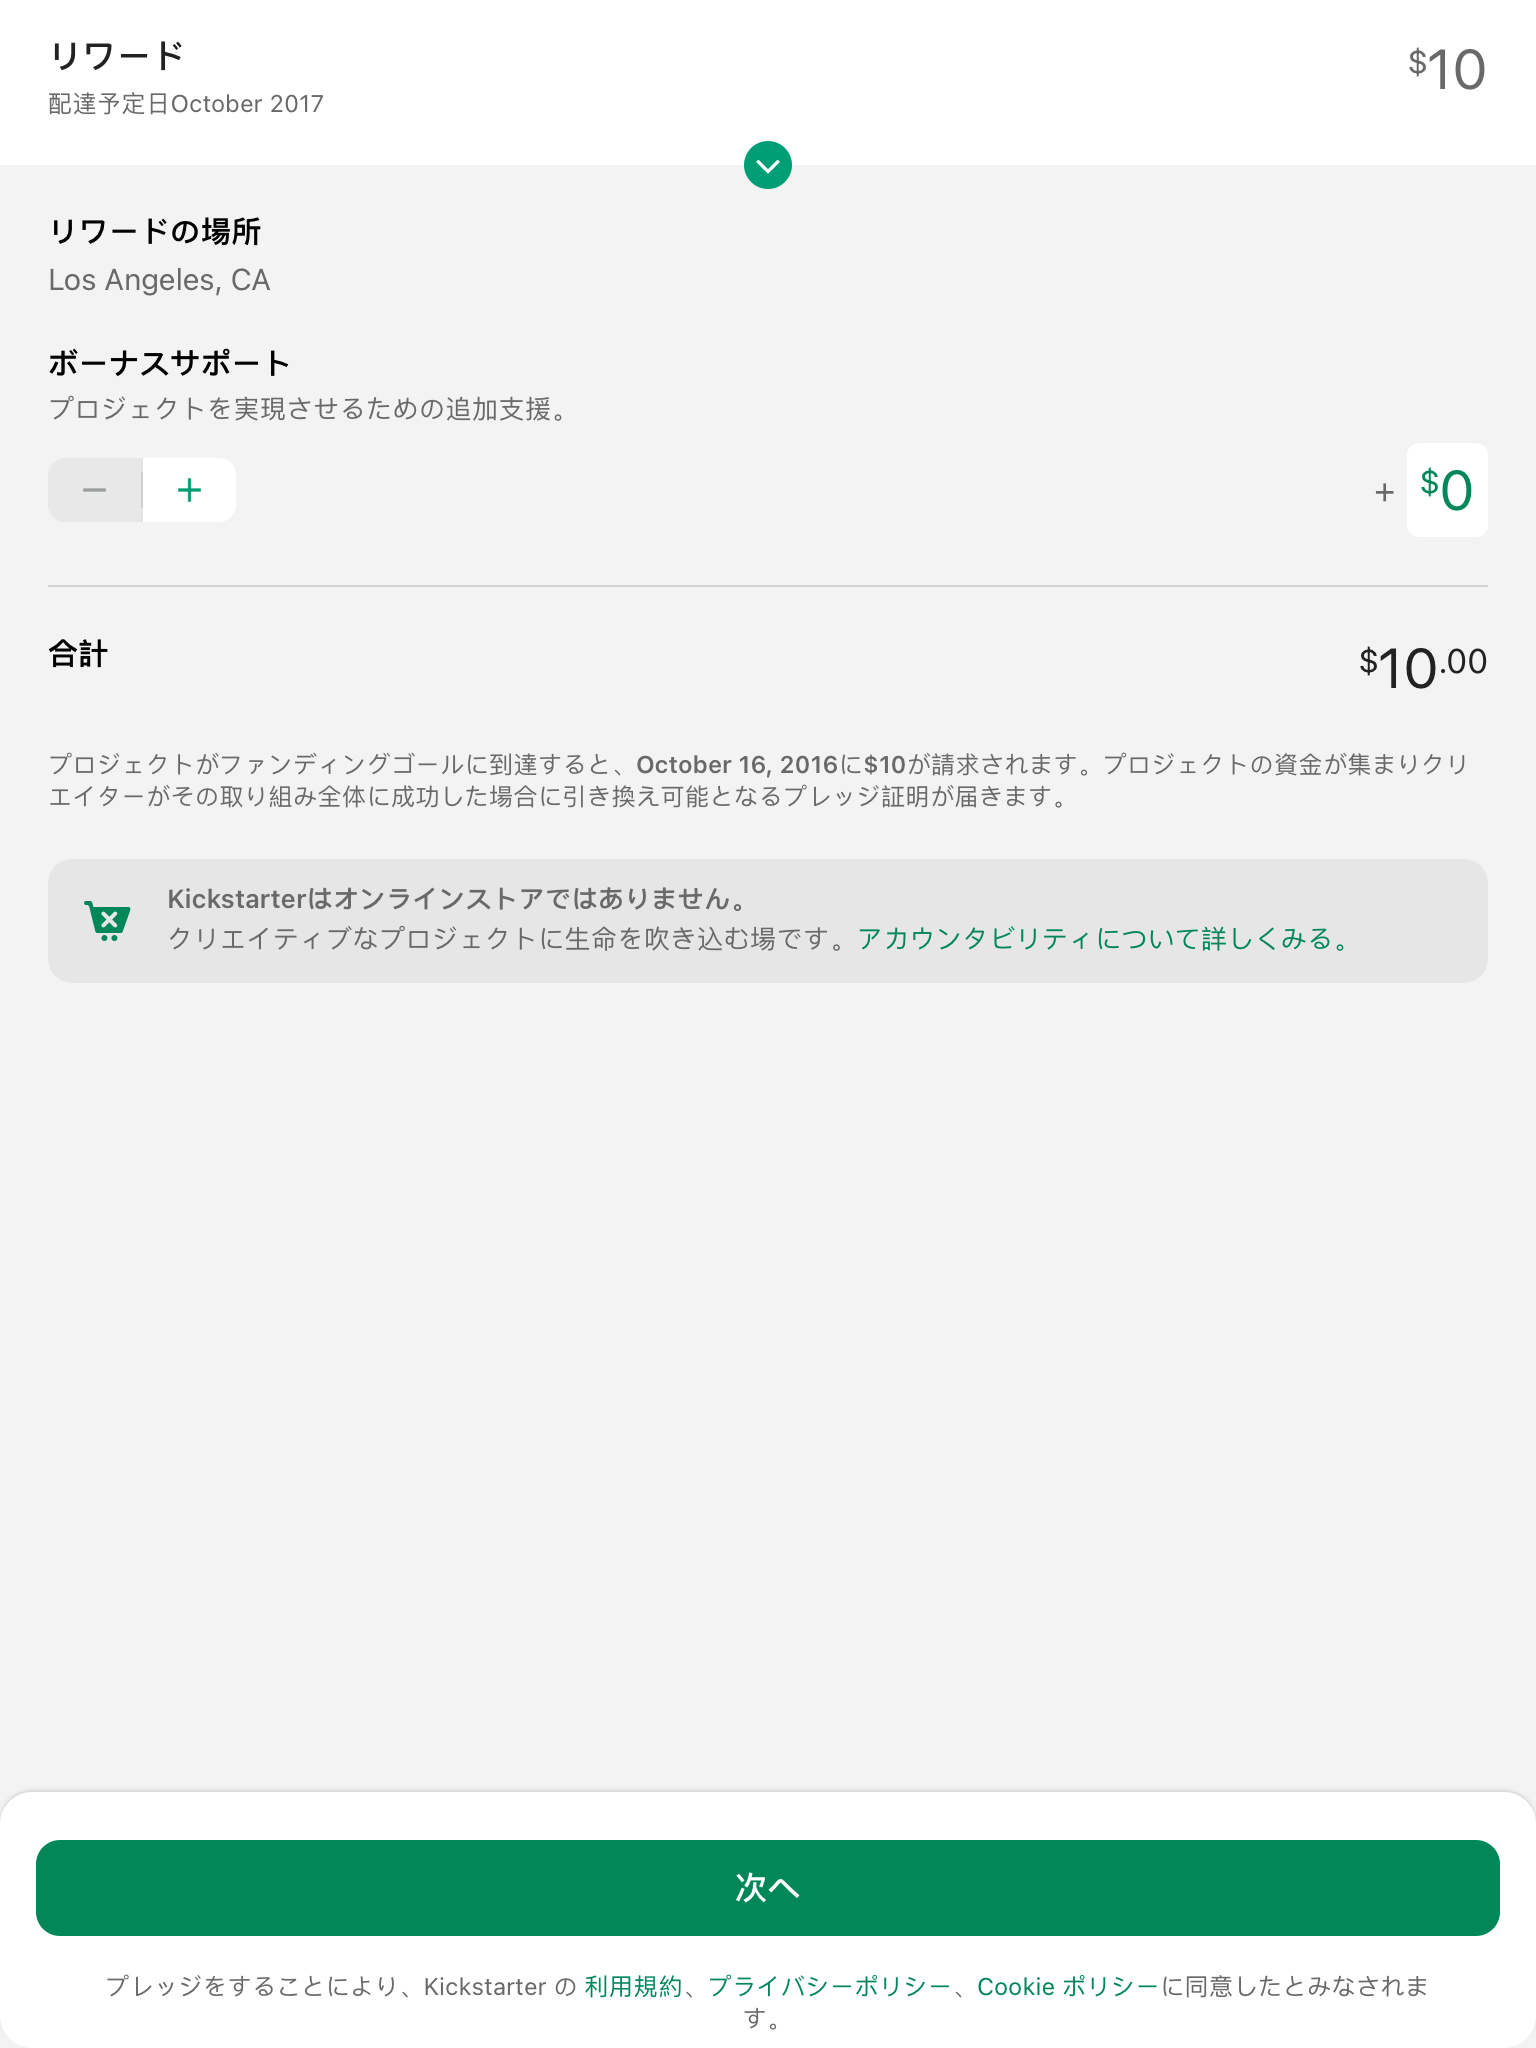 リワード
$10
配達予定日October 2017
リワードの場所
Los Angeles, CA
ボーナスサポート
プロジェクトを実現させるための追加支援。
+ $0
合計
$10.00
プロジェクトがファンディングゴールに到達すると、October 16, 2016に$10が請求されます。プロジェクトの資金が集まりクリ
エイターがその取り組み全体に成功した場合に引き換え可能となるプレッジ証明が届きます。
Kickstarterはオンラインストアではありません。
クリエイティブなプロジェクトに生命を吹き込む場です。アカウンタビリティについて詳しくみる。
次へ
プレッジをすることにより、Kickstarter の 利用規約、プライバシーポリシー、Cookie ポリシーに同意したとみなされま
す。